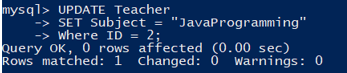 mysql> UPDATE Teacher
-> SET Subject = "JavaProgramming"
-> Where ID = 2;
Query OK, 0 rows affected (0.00 sec)
Rows matched: 1  Changed: 0  Warnings: 0